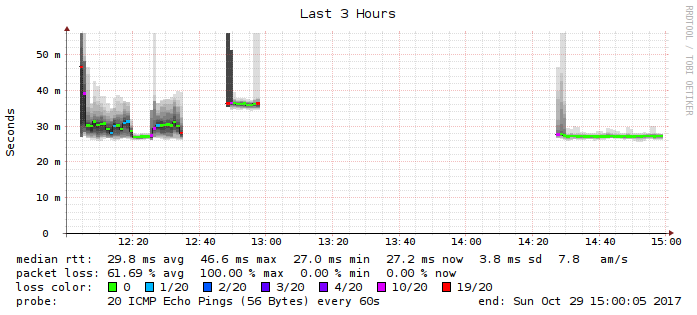 Last 3 Hours
RRDTOOL / TOBI OETIKER
Seconds
50 m
40 m
30 m
20 m
10 m
0
12:20 12:40 13:00 13:20 13:40 14:00 14:20 14:40 15:00
median rtt: 29.8 ms avg 46.6 ms max 27.0 ms min 27.2 ms now 3.8 ms sd 7.8 am/s
packet loss: 61.69 % avg 100.00 % max 0.00 % min 0.00 % now
loss color: 0 1/20 2/20 3/20 4/20 10/20 19/20
probe: 20 ICMP Echo Pings (56 Bytes) every 60s end: Sun Oct 29 15:00:05 2017